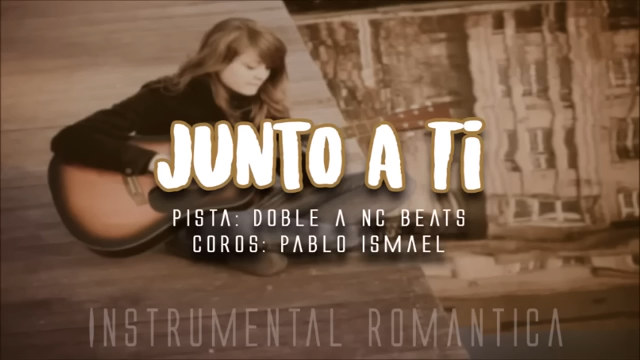 JUNTO A Ti
PISTA: DOBLE A NC BEATS
COROS: PABLO ISMAEL
INSTRUMENTAL ROMANTICA